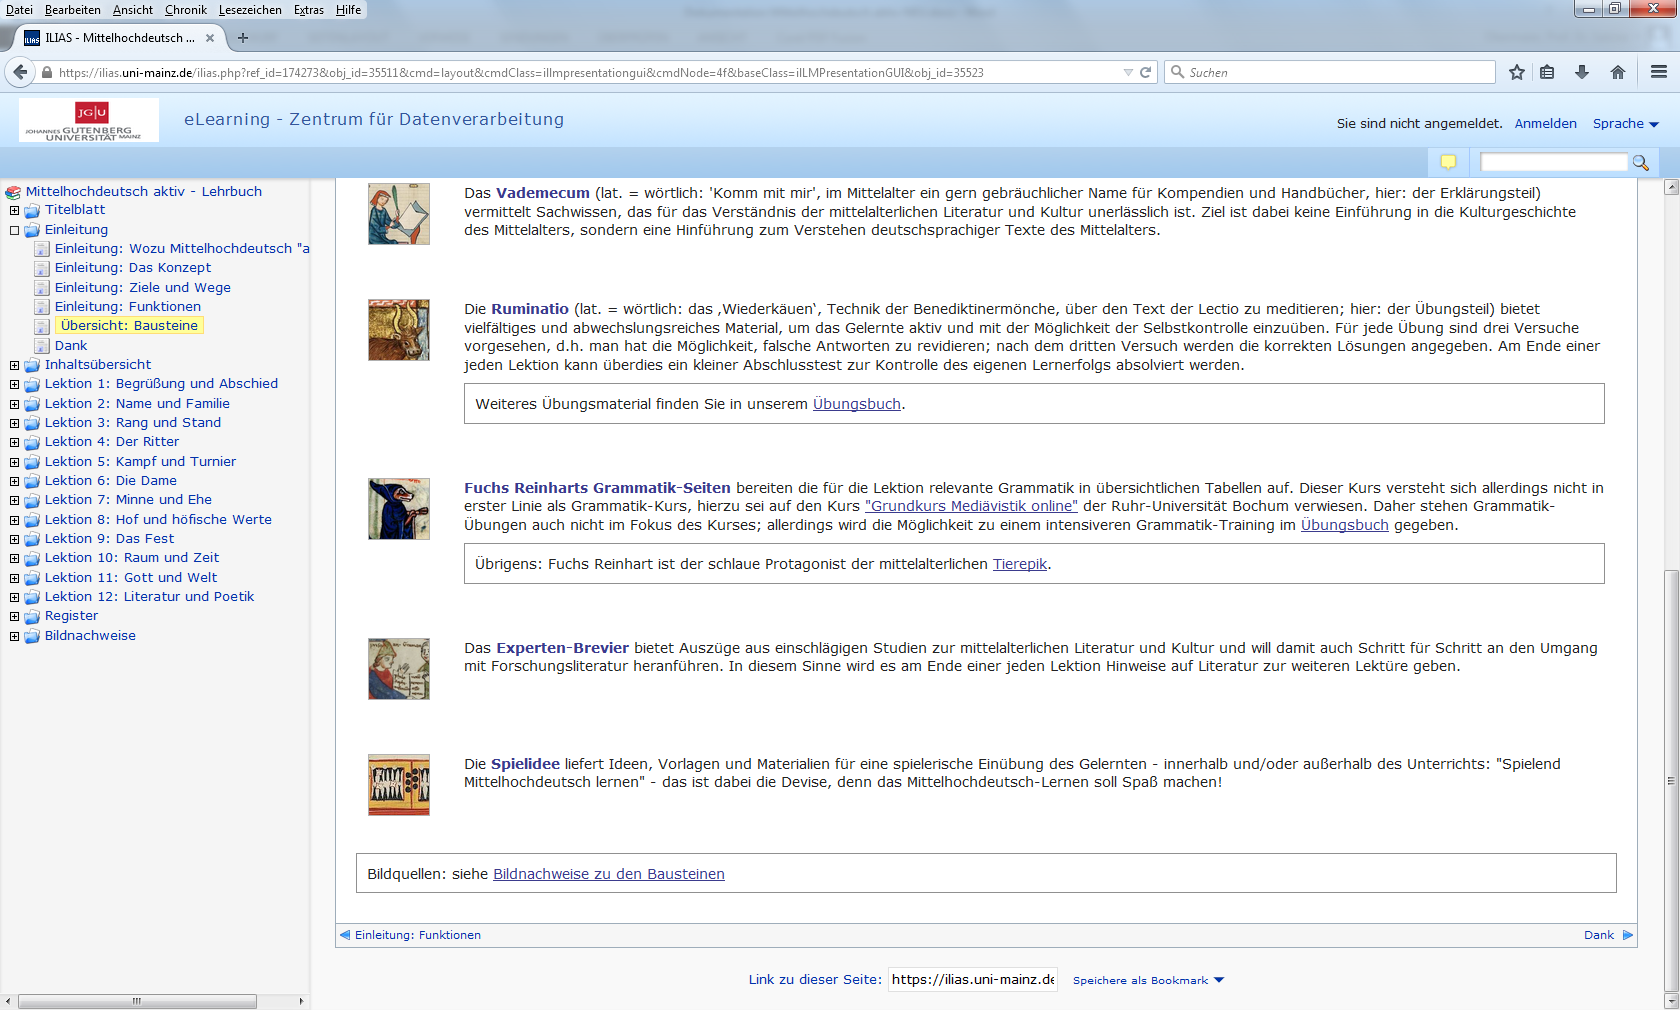 Datei Bearbeiten Ansicht Chronik Lesezeichen Extras Hilfe
ILIAS - Mittelhochdeutsch ...
https://ilias.uni-mainz.de/ilias.php?ref_id=174273&obj_id=35511&cmd=layout&cmdClass=illmpresentationgui&cmdNode=4f&baseClass=ilLMPresentationGUI&obj_id=35523
Suchen
JG|U
JOHANNES GUTENBERG
UNIVERSITÄT MAINZ
eLearning - Zentrum für Datenverarbeitung
Sie sind nicht angemeldet. Anmelden Sprache
Mittelhochdeutsch aktiv - Lehrbuch
Titelblatt
Einleitung
Einleitung: Wozu Mittelhochdeutsch "a
Einleitung: Das Konzept
Einleitung: Ziele und Wege
Einleitung: Funktionen
Übersicht: Bausteine
Dank
Inhaltsübersicht
Lektion 1: Begrüßung und Abschied
Lektion 2: Name und Familie
Lektion 3: Rang und Stand
Lektion 4: Der Ritter
Lektion 5: Kampf und Turnier
Lektion 6: Die Dame
Lektion 7: Minne und Ehe
Lektion 8: Hof und höfische Werte
Lektion 9: Das Fest
Lektion 10: Raum und Zeit
Lektion 11: Gott und Welt
Lektion 12: Literatur und Poetik
Register
Bildnachweise
Das Vademecum (lat. = wörtlich: 'Komm mit mir', im Mittelalter ein gern gebräuchlicher Name für Kompendien und Handbücher, hier: der Erklärungsteil)
vermittelt Sachwissen, das für das Verständnis der mittelalterlichen Literatur und Kultur unerlässlich ist. Ziel ist dabei keine Einführung in die Kulturgeschichte
des Mittelalters, sondern eine Hinführung zum Verstehen deutschsprachiger Texte des Mittelalters.
Die Ruminatio (lat. = wörtlich: das ‚Wiederkäuen‘, Technik der Benediktinermönche, über den Text der Lectio zu meditieren; hier: der Übungsteil) bietet
vielfältiges und abwechslungsreiches Material, um das Gelernte aktiv und mit der Möglichkeit der Selbstkontrolle einzuüben. Für jede Übung sind drei Versuche
vorgesehen, d.h. man hat die Möglichkeit, falsche Antworten zu revidieren; nach dem dritten Versuch werden die korrekten Lösungen angegeben. Am Ende einer
jeden Lektion kann überdies ein kleiner Abschlusstest zur Kontrolle des eigenen Lernerfolgs absolviert werden.
Weiteres Übungsmaterial finden Sie in unserem Übungsbuch.
Fuchs Reinharts Grammatik-Seiten bereiten die für die Lektion relevante Grammatik in übersichtlichen Tabellen auf. Dieser Kurs versteht sich allerdings nicht in
erster Linie als Grammatik-Kurs, hierzu sei auf den Kurs "Grundkurs Mediävistik online" der Ruhr-Universität Bochum verwiesen. Daher stehen Grammatik-
Übungen auch nicht im Fokus des Kurses; allerdings wird die Möglichkeit zu einem intensiveren Grammatik-Training im Übungsbuch gegeben.
Übrigens: Fuchs Reinhart ist der schlaue Protagonist der mittelalterlichen Tierepik.
Das Experten-Brevier bietet Auszüge aus einschlägigen Studien zur mittelalterlichen Literatur und Kultur und will damit auch Schritt für Schritt an den Umgang
mit Forschungsliteratur heranführen. In diesem Sinne wird es am Ende einer jeden Lektion Hinweise auf Literatur zur weiteren Lektüre geben.
Die Spielidee liefert Ideen, Vorlagen und Materialien für eine spielerische Einübung des Gelernten - innerhalb und/oder außerhalb des Unterrichts: "Spielend
Mittelhochdeutsch lernen" - das ist dabei die Devise, denn das Mittelhochdeutsch-Lernen soll Spaß machen!
Bildquellen: siehe Bildnachweise zu den Bausteinen
Einleitung: Funktionen
Dank
Link zu dieser Seite: https://ilias.uni-mainz.de Speichere als Bookmark